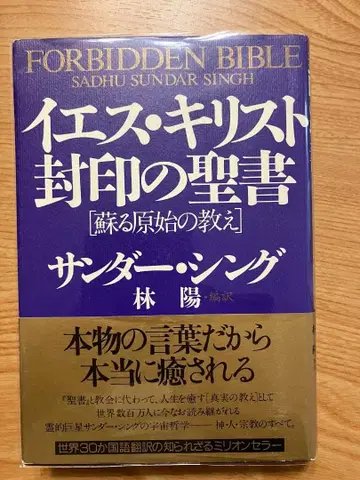 FORBIDDEN BIBLE
SADHU SUNDAR SINGH
イエス・キリスト
封印の聖書
[蘇る原始の教え]
サンダー・シング
林 陽・編訳
本物の言葉だから
本当に癒される
『聖書』と教会に代わって、人生を癒す[真実の教え]として
世界数百万人に今なお読み継がれる
霊的巨星サンダー・シングの宇宙哲学——神・人・宗教のすべて。
世界30か国語翻訳の知られざるミリオンセラー